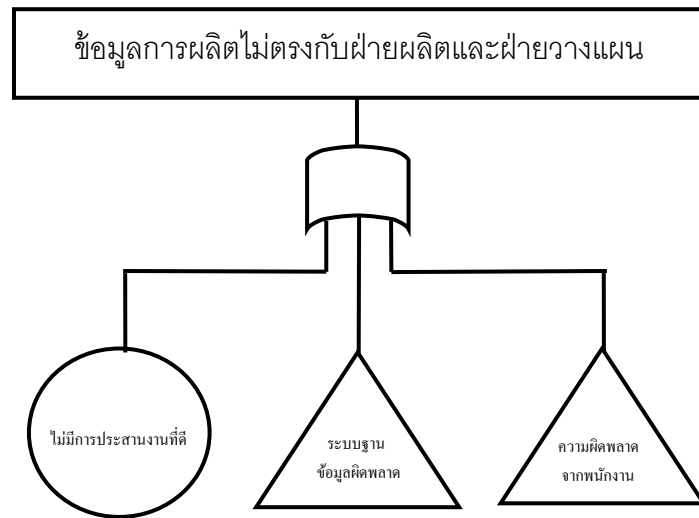 ข้อมูลการผลิตไม่ตรงกับฝ่ายผลิตและฝ่ายวางแผน
ไม่มีการประสานงานที่ดี
ระบบฐาน
ข้อมูลผิดพลาด
ความผิดพลาด
จากพนักงาน